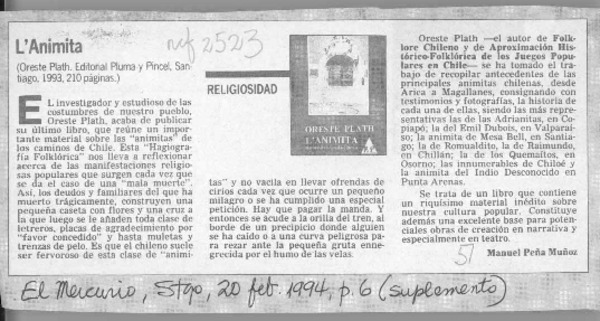 L'Animita
ref 2523
(Oreste Plath. Editorial Pluma y Pincel, San-
tiago, 1993, 210 páginas.)
EL investigador y estudioso de las
costumbres de nuestro pueblo,
Oreste Plath, acaba de publicar
su último libro, que reúne un impor-
tante material sobre las "animitas" de
los caminos de Chile. Esta "Hagiogra-
fía Folklórica" nos lleva a reflexionar
acerca de las manifestaciones religio-
sas populares que surgen cada vez que
se da el caso de una "mala muerte".
Así, los deudos y familiares del que ha
muerto trágicamente, construyen una
pequeña caseta con flores y una cruz a
la que luego se le añaden toda clase de
letreros, placas de agradecimiento por
"favor concedido" y hasta muletas y
trenzas de pelo. Es que el chileno suele
ser fervoroso de esta clase de "animi-
RELIGIOSIDAD
ORESTE PLATH
L'ANIMITA
tas" y no vacila en llevar ofrendas de
cirios cada vez que ocurre un pequeño
milagro o se ha cumplido una especial
petición. Hay que pagar la manda. Y
entonces se acude a la orilla del tren, al
borde de un precipicio donde alguien
se ha caído o a una curva peligrosa pa-
ra rezar ante la pequeña gruta enne-
grecida por el humo de las velas.
Oreste Plath —el autor de Folk-
lore Chileno y de Aproximación His-
tórico-Folklórica de los Juegos Popu-
lares en Chile— se ha tomado el tra-
bajo de recopilar antecedentes de las
principales animitas chilenas, desde
Arica a Magallanes, consignando con
testimonios y fotografías, la historia de
cada una de ellas, siendo las más repre-
sentativas las de las Adrianitas, en Co-
piapó; la del Emil Dubois, en Valparaí-
so; la animita de Mesa Bell, en Santia-
go; la de Romualdito, la de Raimundo,
en Chillán; la de los Quemaítos, en
Osorno; las innumerables de Chiloé y
la animita del Indio Desconocido en
Punta Arenas.
Se trata de un libro que contiene
un riquísimo material inédito sobre
nuestra cultura popular. Constituye
además una excelente base para poten-
ciales obras de creación en narrativa y
especialmente en teatro.
51
Manuel Peña Muñoz
El Mercurio, Stgo, 20 feb. 1994, p. 6 (suplemento)